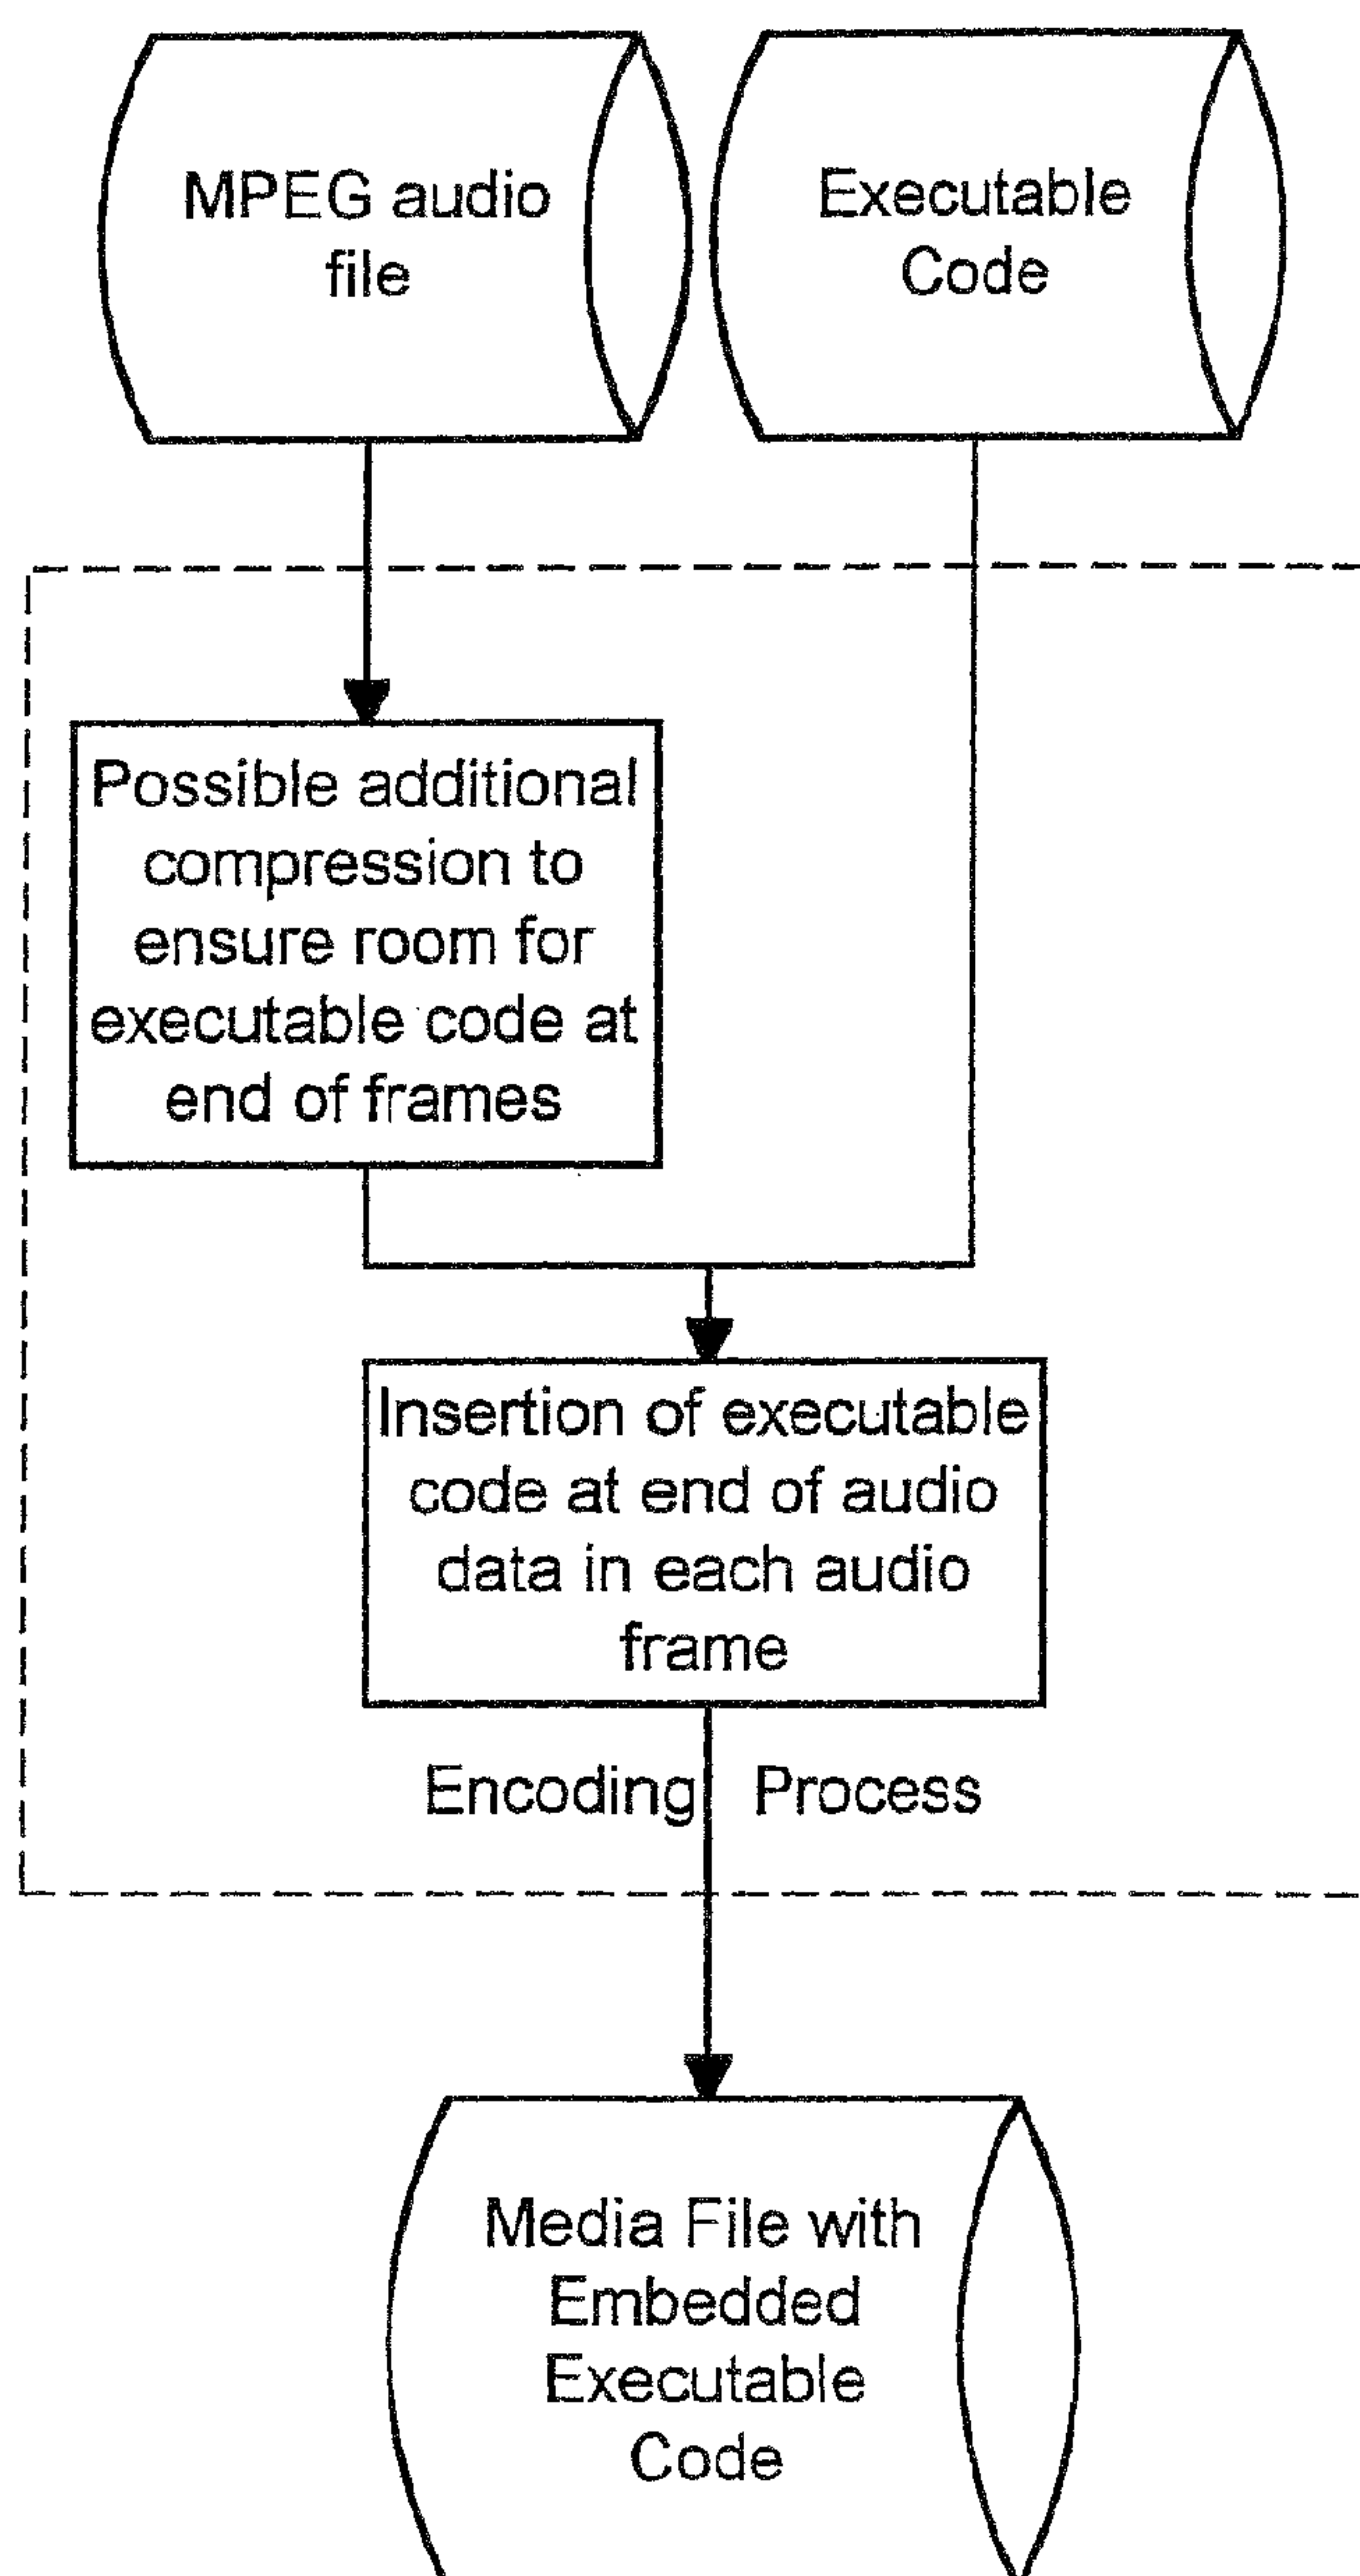 MPEG audio
file
Executable
Code
Possible additional
compression to
ensure room for
executable code at
end of frames
Insertion of executable
code at end of audio
data in each audio
frame
Encoding Process
Media File with
Embedded
Executable
Code